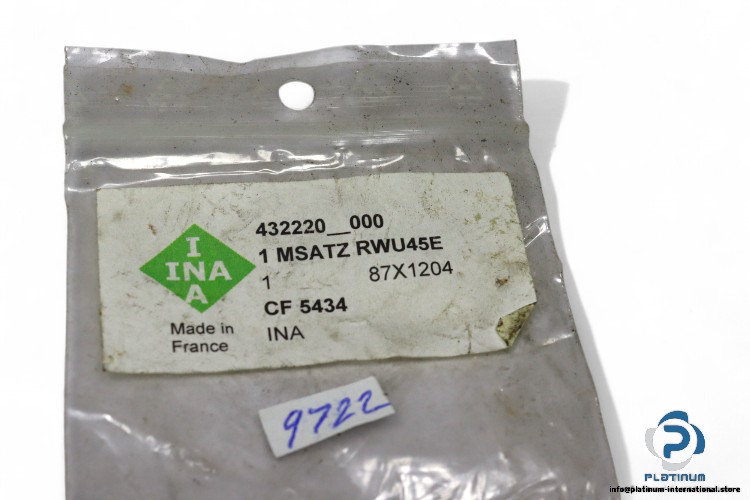 432220__000
1 MSATZ RWU45E
1 87X1204
CF 5434
INA
I
INA
A
Made in
France
9722
PLATINUM
info@platinum-international.store